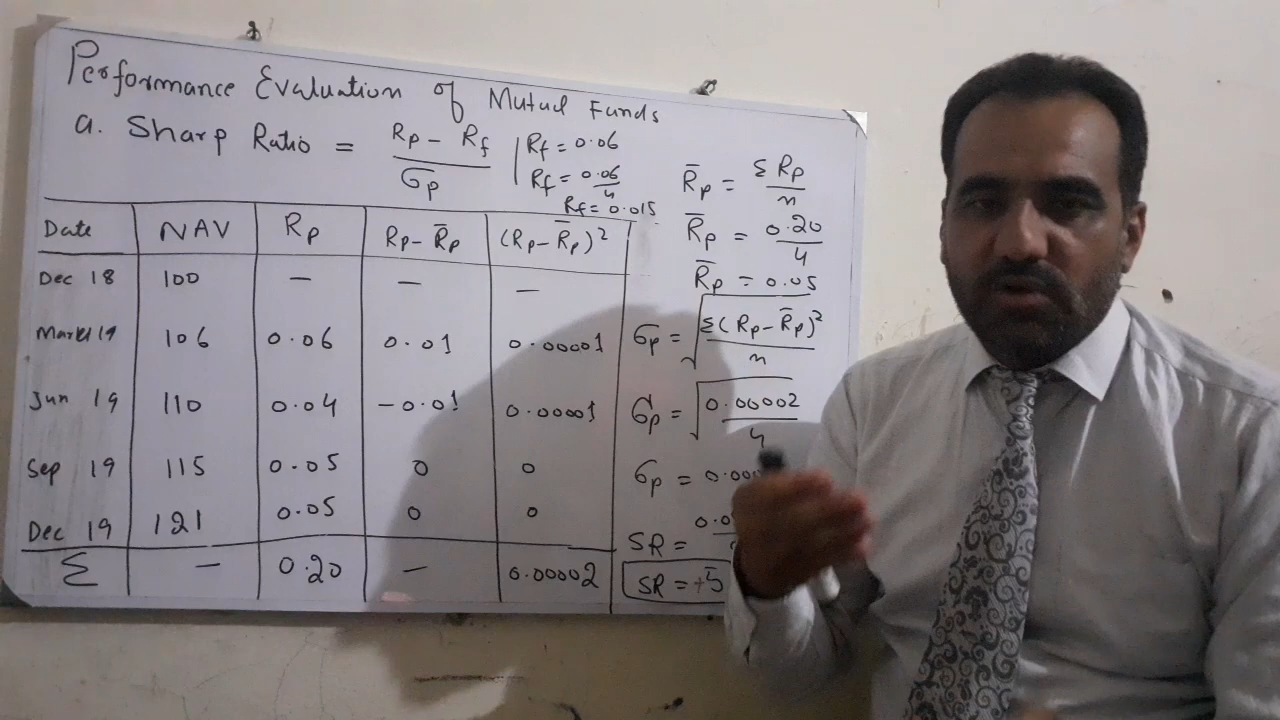 Performance Evaluation of Mutual Funds
a. Sharp Ratio = Rp - Rf / σp
Rf = 0.06
Rf = 0.06 / 4
Rf = 0.015
Date NAV Rp Rp - R̅p (Rp - R̅p)²
Dec 18 100 — — —
March 19 106 0.06 0.01 0.00001
Jun 19 110 0.04 -0.01 0.00001
Sep 19 115 0.05 0 0
Dec 19 121 0.05 0 0
Σ — 0.20 — 0.00002
R̅p = Σ Rp / n
R̅p = 0.20 / 4
R̅p = 0.05
σp = √ Σ(Rp - R̅p)² / n
σp = √ 0.00002 / 4
σp =
SR =
SR = +5